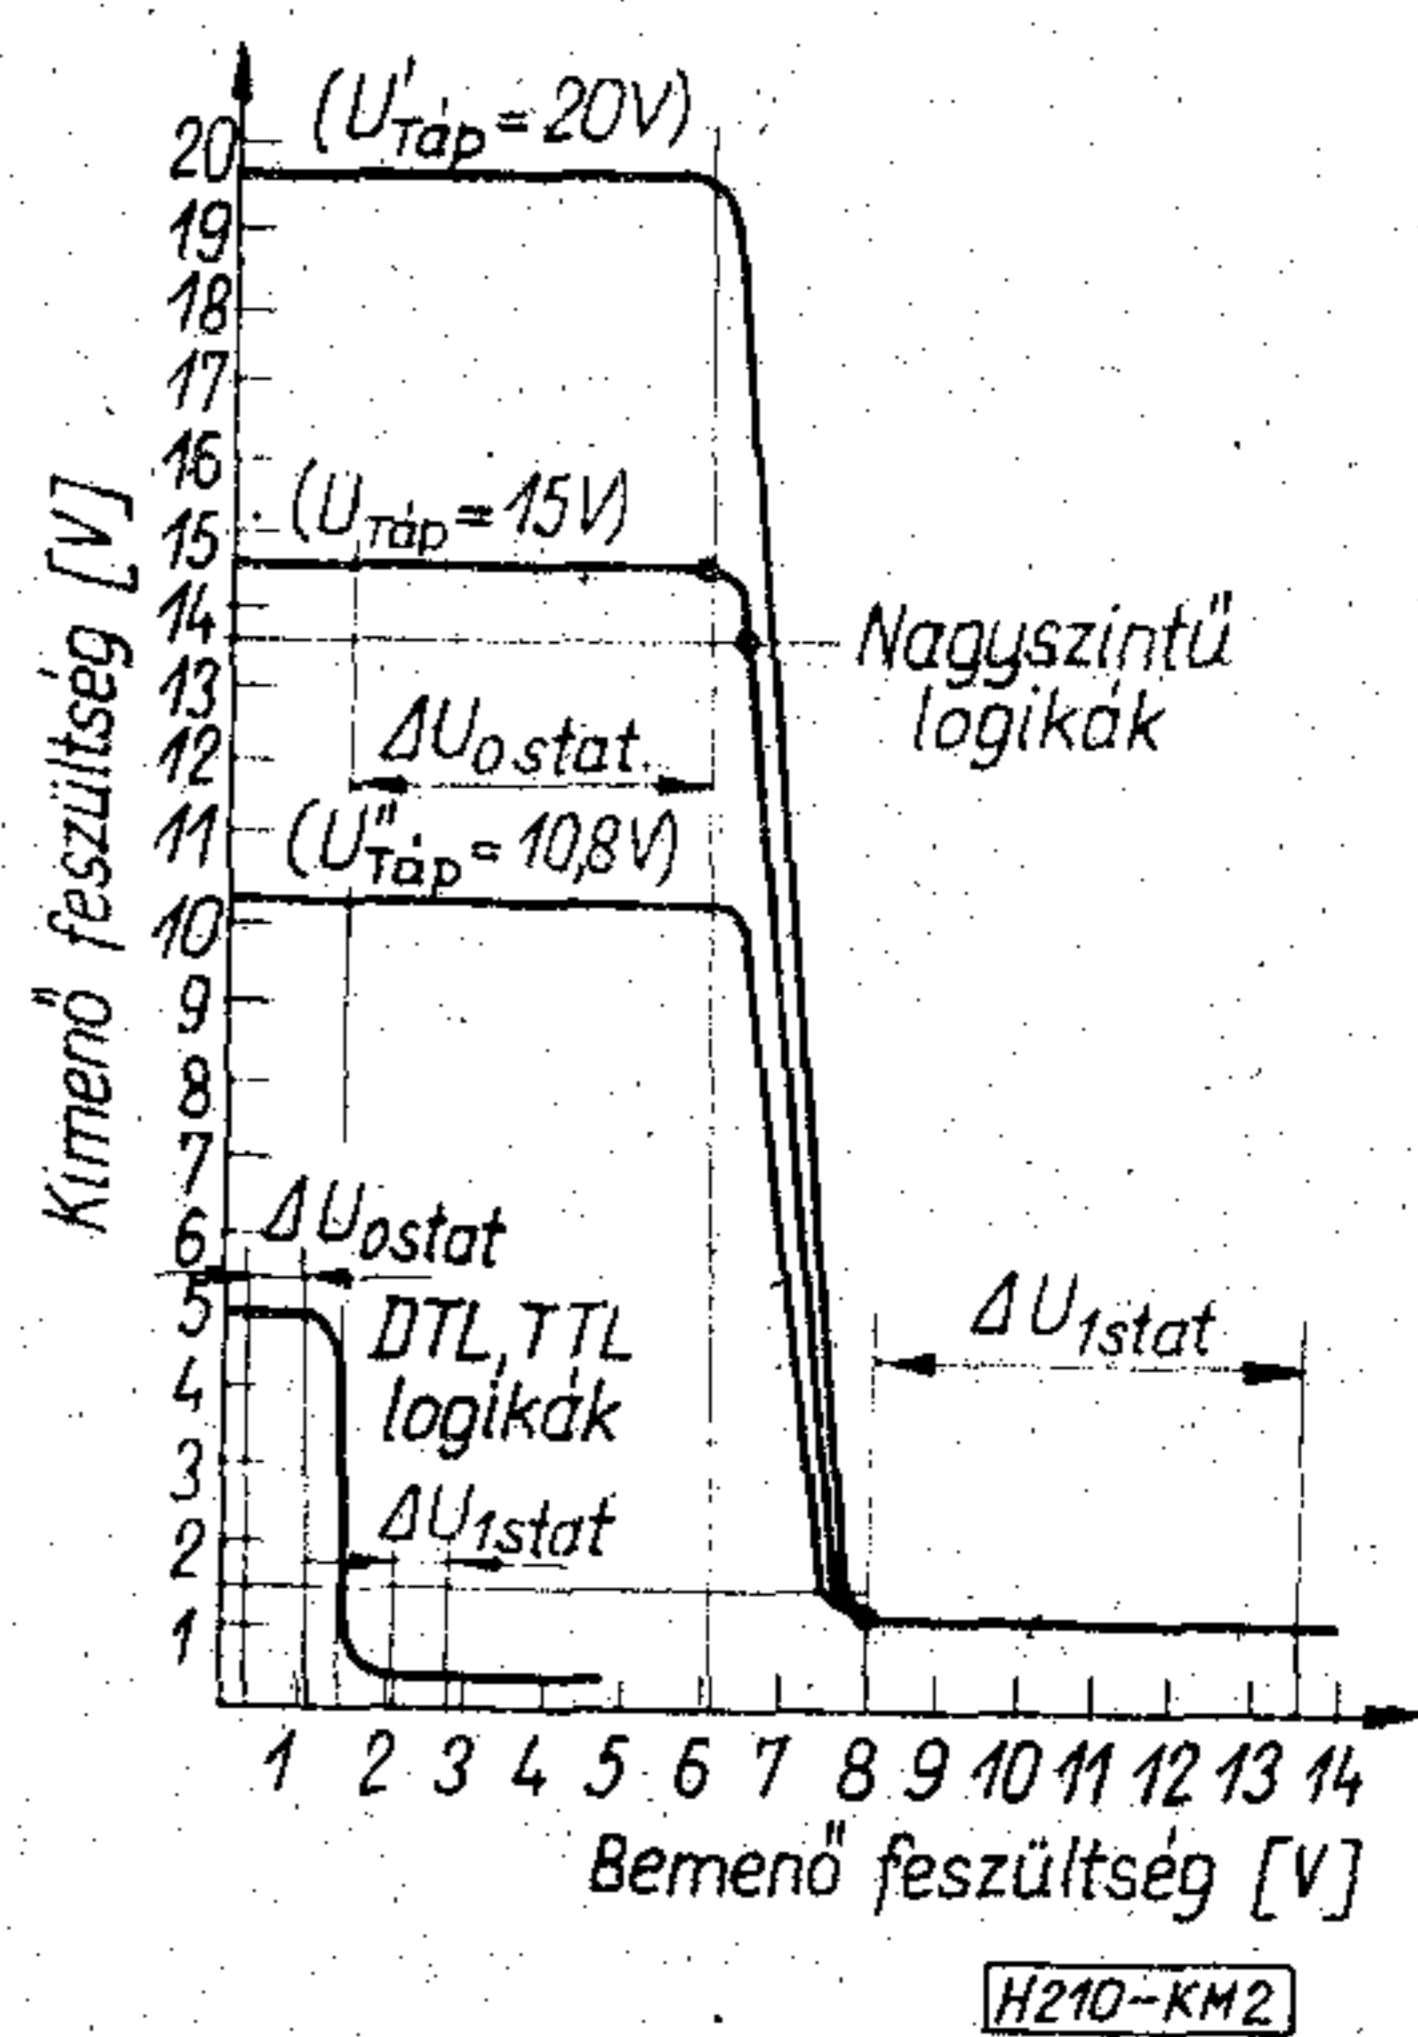 (U'Táp = 20V)
20
19
18
17
16
(UTáp = 15V)
15
14
Nagyszintű
logikák
13
ΔU0 stat.
12
11
(U"Táp = 10,8V)
10
9
8
7
6
ΔU0stat
5
DTL, TTL
logikák
4
3
2
1
ΔU1stat
ΔU1stat
Kimenő feszültség [V]
1 2 3 4 5 6 7 8 9 10 11 12 13 14
Bemenő feszültség [V]
H210-KM2